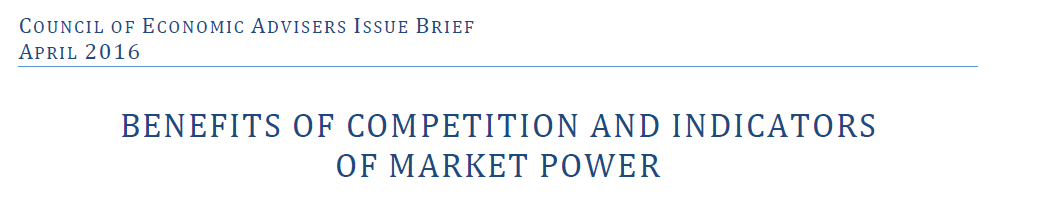 COUNCIL OF ECONOMIC ADVISERS ISSUE BRIEF
APRIL 2016
BENEFITS OF COMPETITION AND INDICATORS
OF MARKET POWER